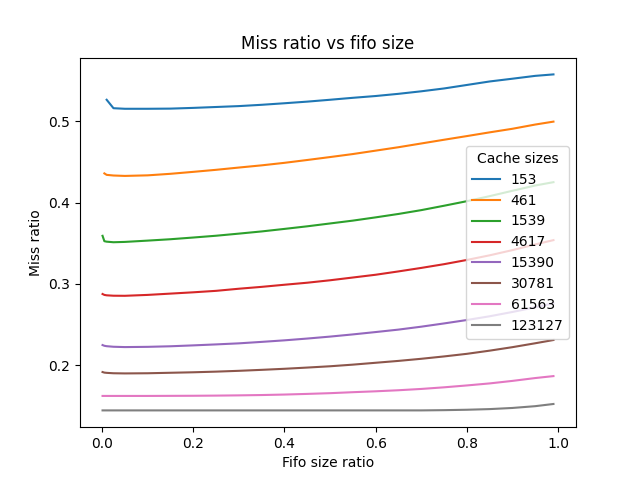 Miss ratio vs fifo size
Miss ratio
0.5
0.4
0.3
0.2
Cache sizes
153
461
1539
4617
15390
30781
61563
123127
0.0 0.2 0.4 0.6 0.8 1.0
Fifo size ratio